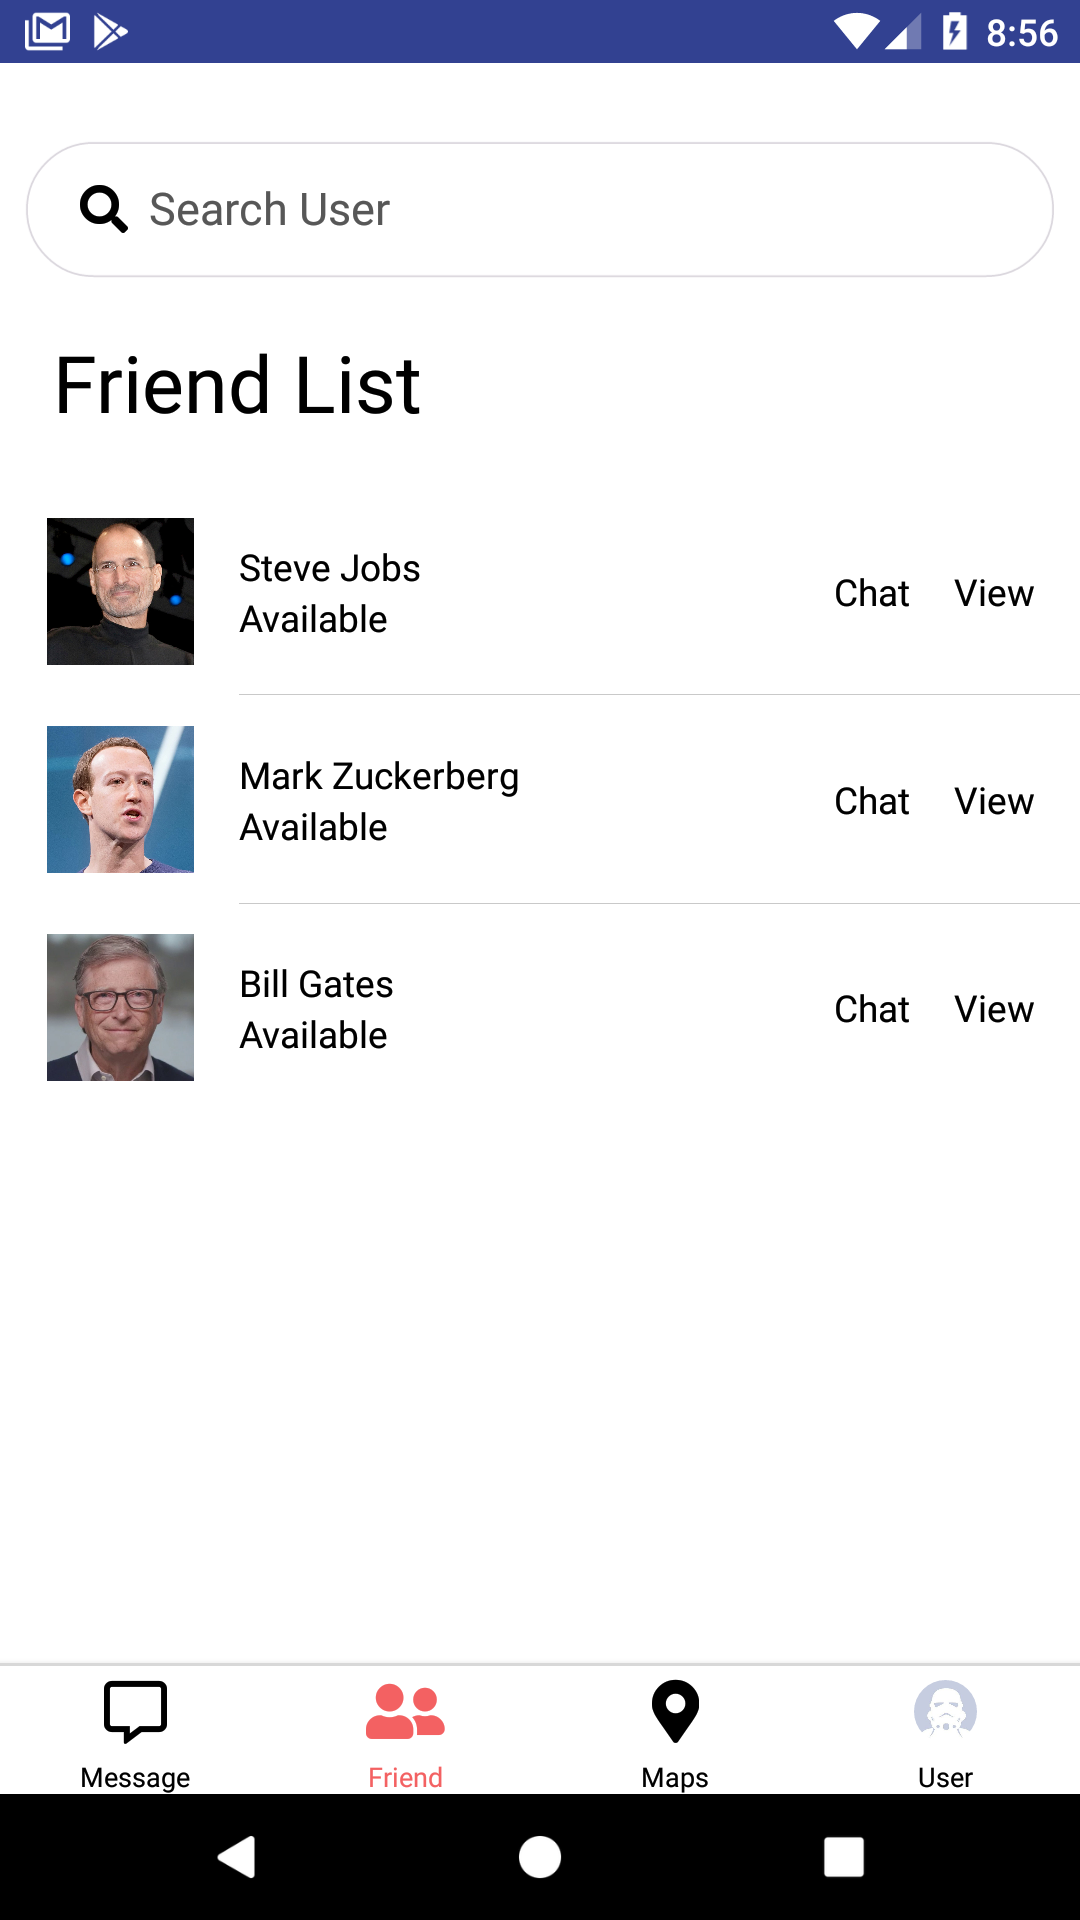 8:56
Search User
Friend List
Steve Jobs
Available
Chat View
Mark Zuckerberg
Available
Chat View
Bill Gates
Available
Chat View
Message Friend Maps User